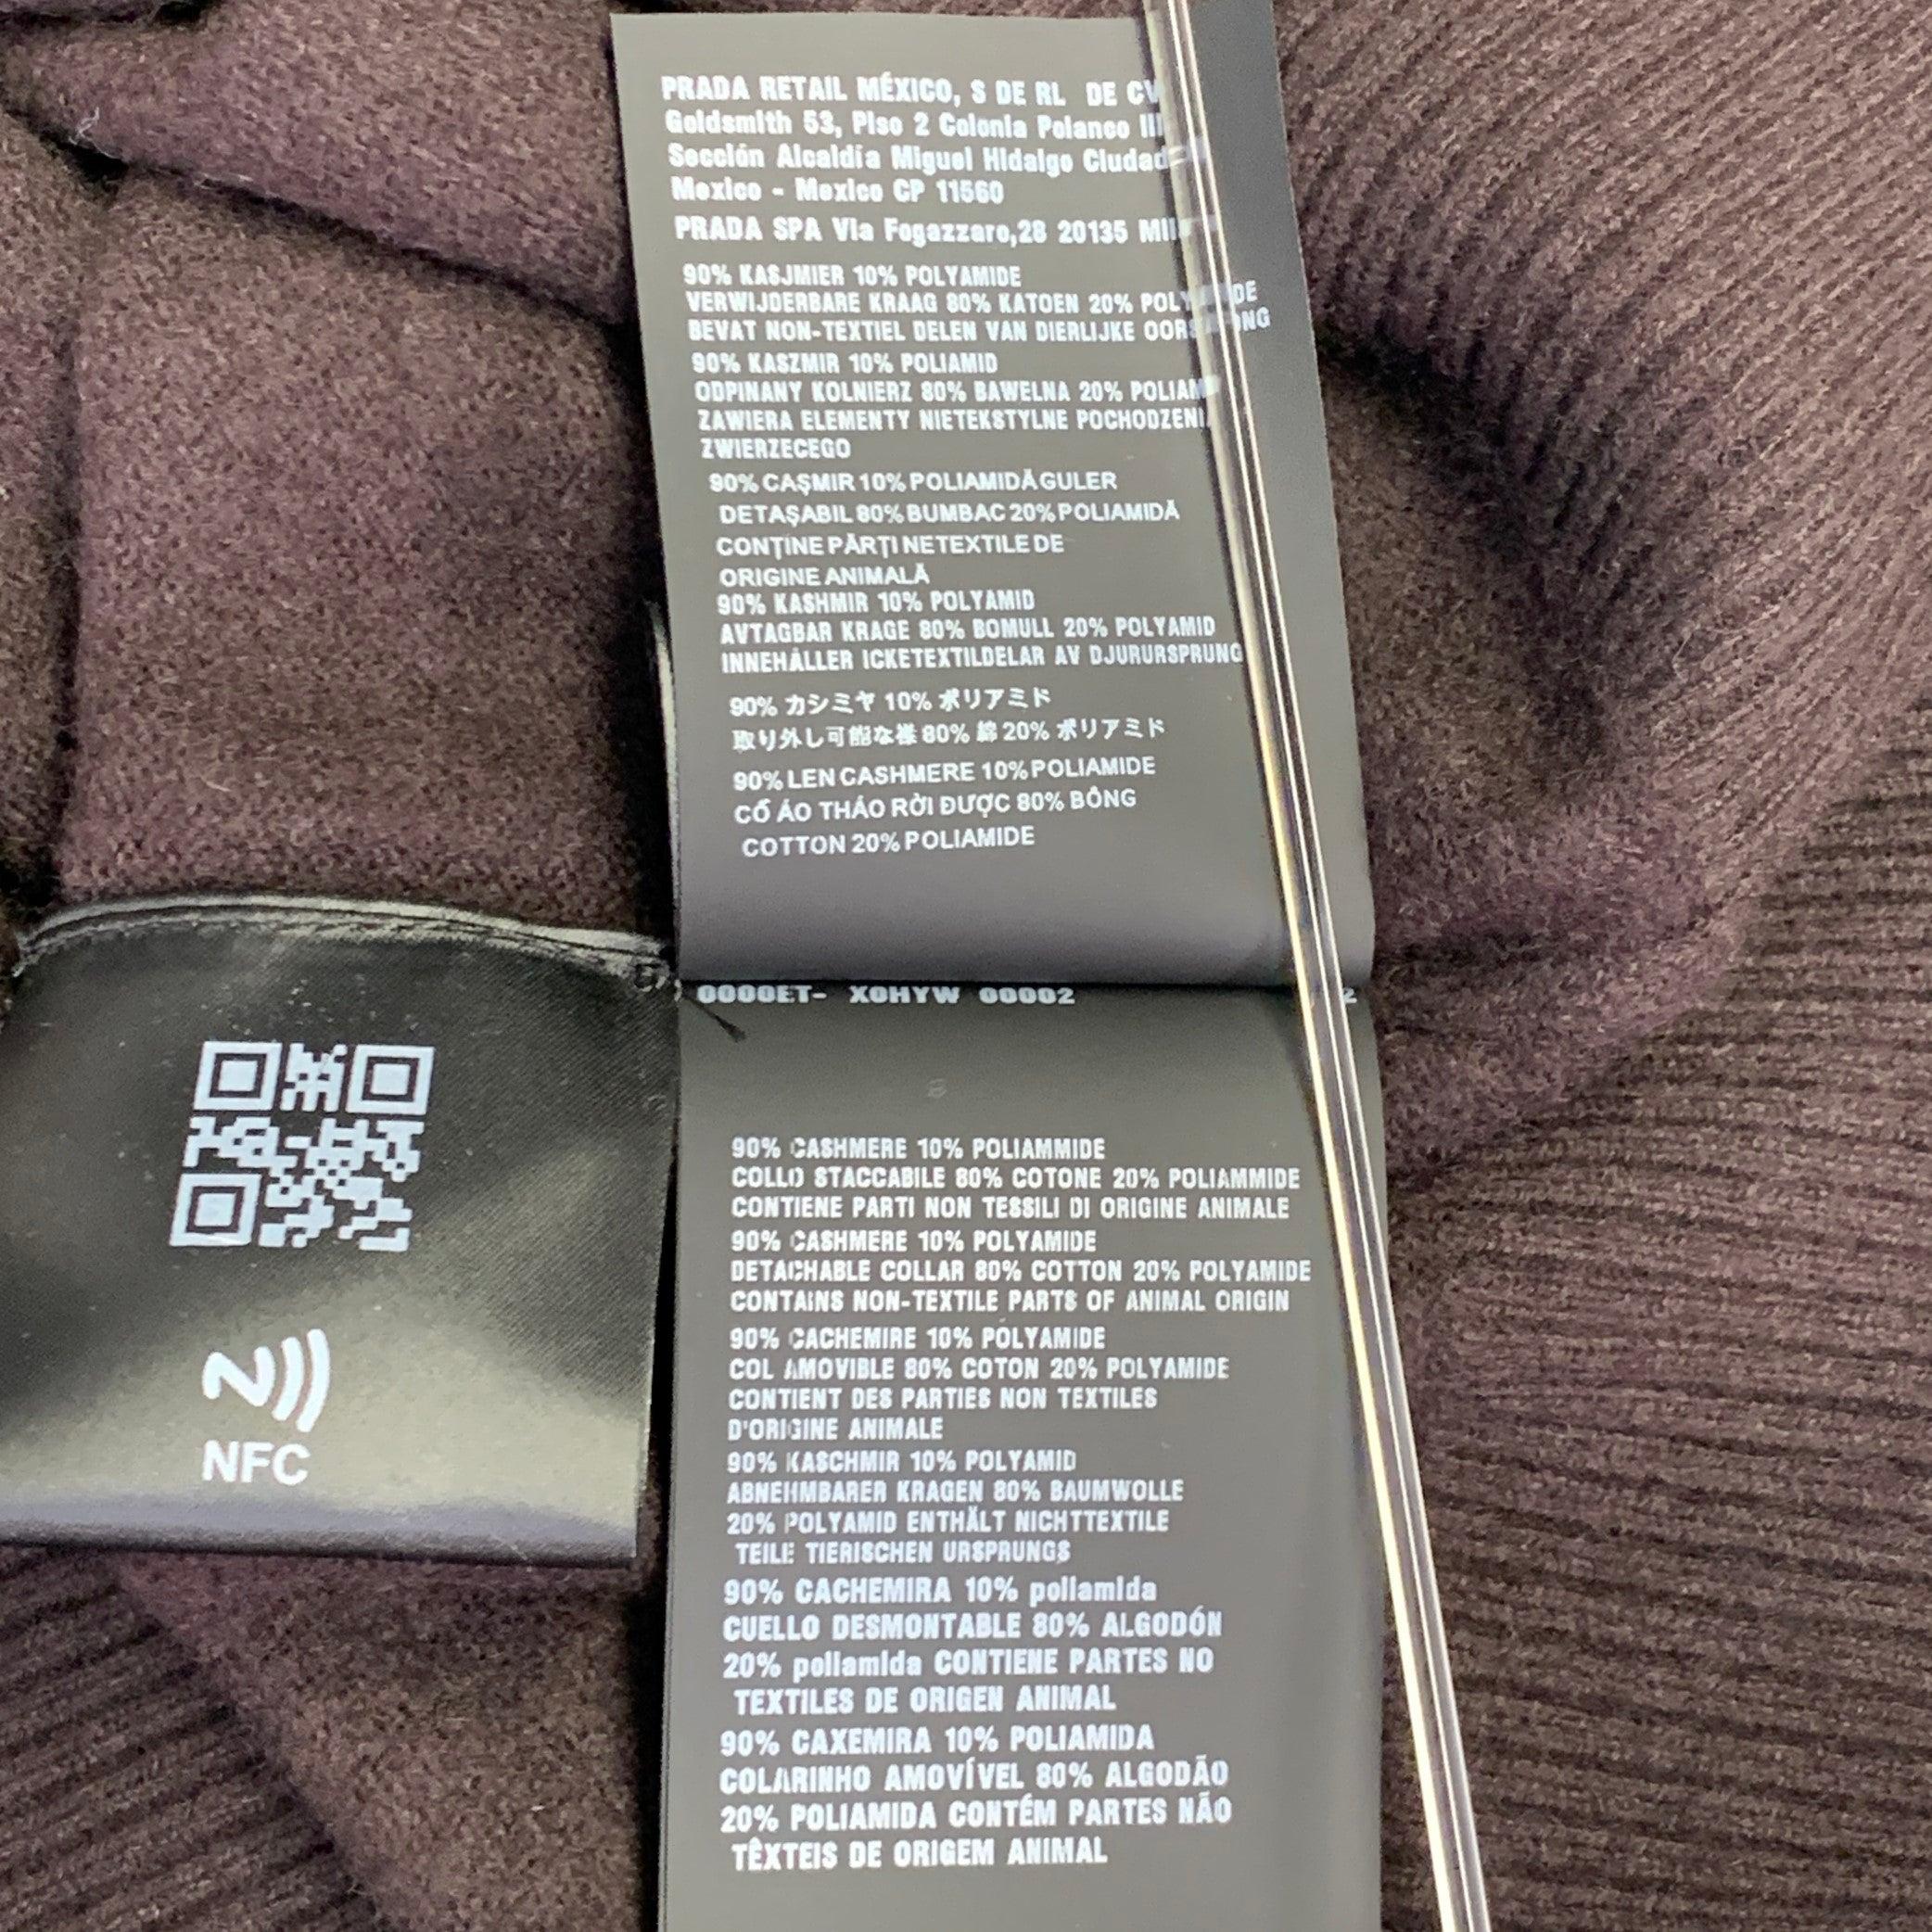 PRADA RETAIL MÉXICO, S DE RL DE CV
Goldsmith 53, Piso 2 Colonia Polanco III
Sección Alcaldía Miguel Hidalgo Ciudad
Mexico - Mexico CP 11560
PRADA SPA Via Fogazzaro,28 20135
90% KASJMIER 10% POLYAMIDE
VERWIJDERBARE KRAAG 80% KATOEN 20%
BEVAT NON-TEXTIEL DELEN VAN DIERLIJKE
90% KASZMIR 10% POLIAMID
ODPINANY KOLNIERZ 80% BAWELNA 20%
ZAWIERA ELEMENTY NIETEKSTYLNE
ZWIERZECEGO
90% CAŞMIR 10% POLIAMIDĂ GULER
DETAŞABIL 80% BUMBAC 20% POLIAMIDĂ
CONŢINE PĂRŢI NETEXTILE DE
ORIGINE ANIMALĂ
90% KASHMIR 10% POLYAMID
AVTAGBAR KRAGE 80% BOMULL 20% POLYAMID
INNEHÅLLER ICKETEXTILDELAR AV DJURURSPRUNG
90% カシミヤ 10% ポリアミド
取り外し可能な襟 80% 綿 20% ポリアミド
90% LEN CASHMERE 10% POLIAMIDE
CỔ ÁO THÁO RỜI ĐƯỢC 80% BÔNG
COTTON 20% POLIAMIDE
0000ET- X0HYW 00002 2
90% CASHMERE 10% POLIAMMIDE
COLLO STACCABILE 80% COTONE 20% POLIAMMIDE
CONTIENE PARTI NON TESSILI DI ORIGINE ANIMALE
90% CASHMERE 10% POLYAMIDE
DETACHABLE COLLAR 80% COTTON 20% POLYAMIDE
CONTAINS NON-TEXTILE PARTS OF ANIMAL ORIGIN
90% CACHEMIRE 10% POLYAMIDE
COL AMOVIBLE 80% COTON 20% POLYAMIDE
CONTIENT DES PARTIES NON TEXTILES
D'ORIGINE ANIMALE
90% KASCHMIR 10% POLYAMID
ABNEHMBARER KRAGEN 80% BAUMWOLLE
20% POLYAMID ENTHÄLT NICHTTEXTILE
TEILE TIERISCHEN URSPRUNGS
90% CACHEMIRA 10% poliamida
CUELLO DESMONTABLE 80% ALGODÓN
20% poliamida CONTIENE PARTES NO
TEXTILES DE ORIGEN ANIMAL
90% CAXEMIRA 10% POLIAMIDA
COLARINHO AMOVÍVEL 80% ALGODÃO
20% POLIAMIDA CONTÉM PARTES NÃO
TÊXTEIS DE ORIGEM ANIMAL
NFC